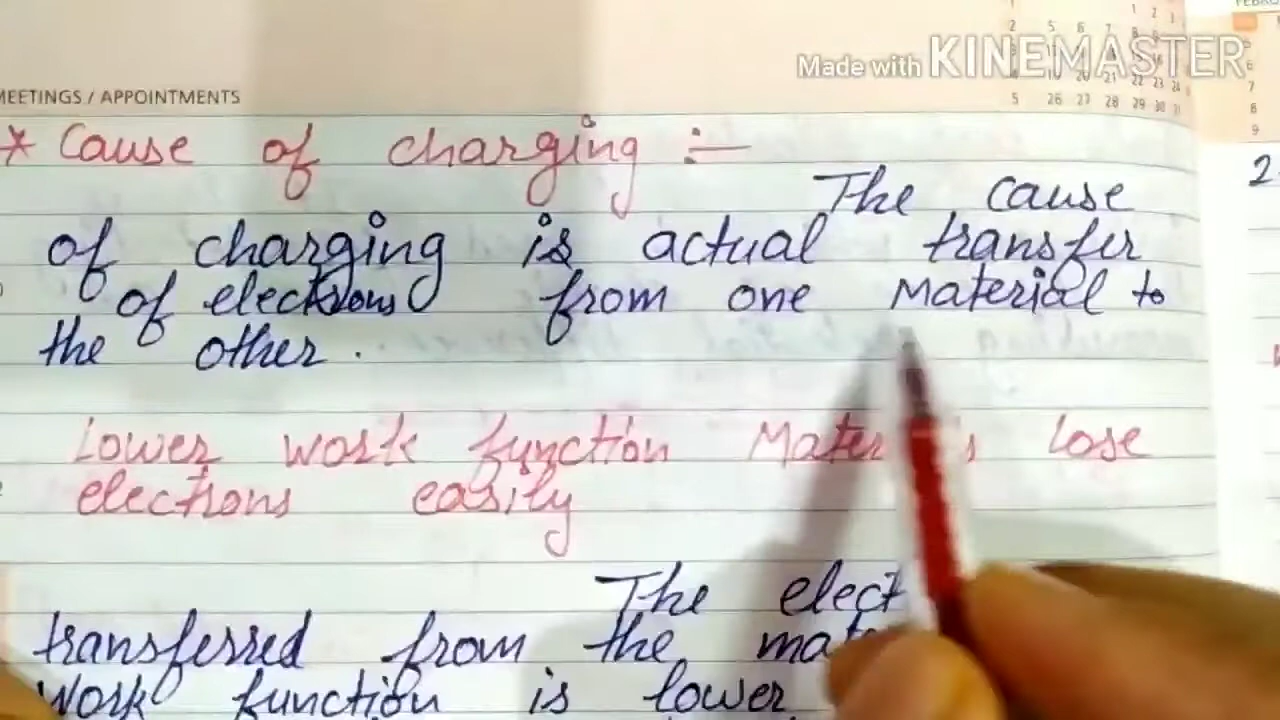 Made with KINEMASTER
MEETINGS / APPOINTMENTS
* Cause of charging :-
The cause
of charging is actual transfer
of electrons from one Material to
the other.
Lower work function lose
electrons easily
The
transferred from the
Work function is lower